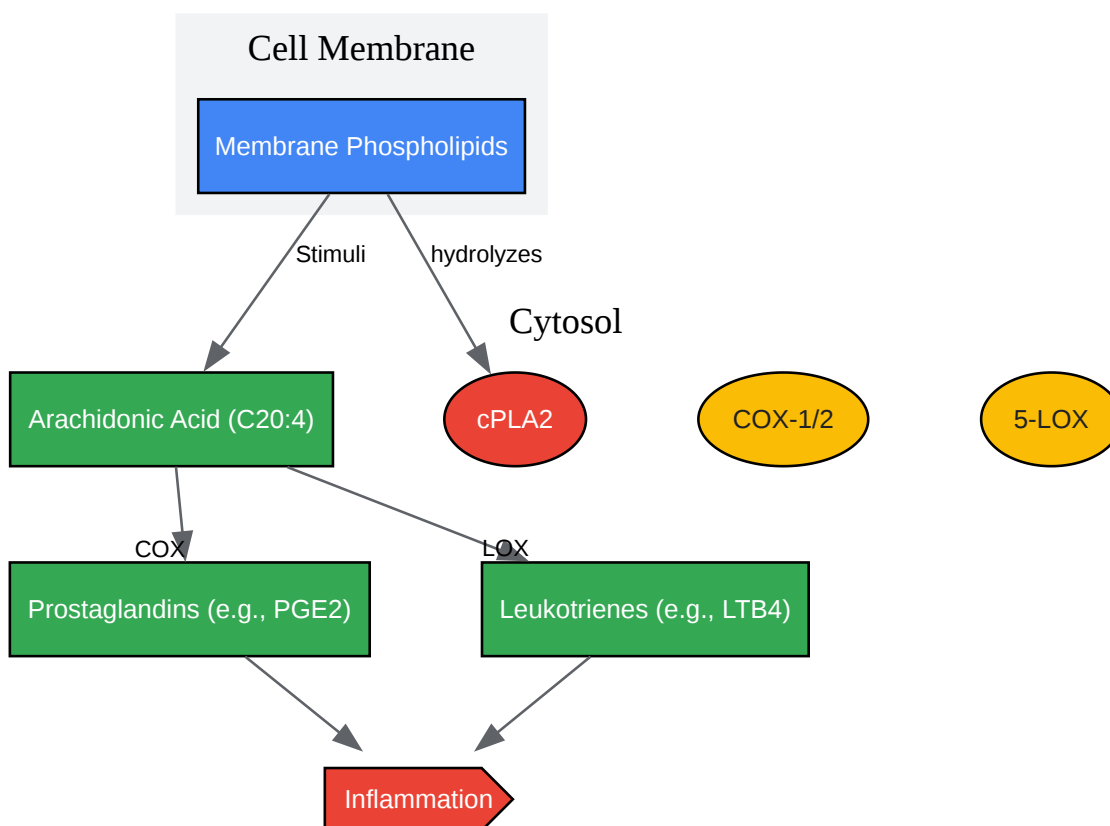 Cell Membrane
Membrane Phospholipids
Stimuli
hydrolyzes
Cytosol
Arachidonic Acid (C20:4)
cPLA2
COX-1/2
5-LOX
COX
LOX
Prostaglandins (e.g., PGE2)
Leukotrienes (e.g., LTB4)
Inflammation